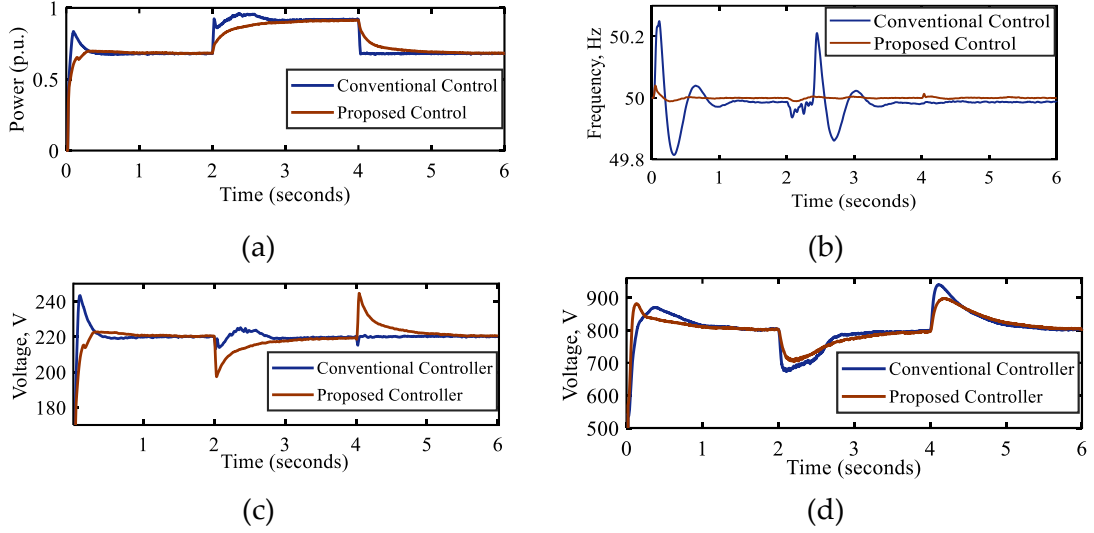 1
0.5
0
Power (p.u.)
Conventional Control
Proposed Control
0 1 2 3 4 5 6
Time (seconds)
(a)
50.2
50
49.8
Frequency, Hz
Conventional Control
Proposed Control
0 1 2 3 4 5 6
Time (seconds)
(b)
240
220
200
180
Voltage, V
Conventional Controller
Proposed Controller
1 2 3 4 5 6
Time (seconds)
(c)
900
800
700
600
500
Voltage, V
Conventional Controller
Proposed Controller
0 1 2 3 4 5 6
Time (seconds)
(d)